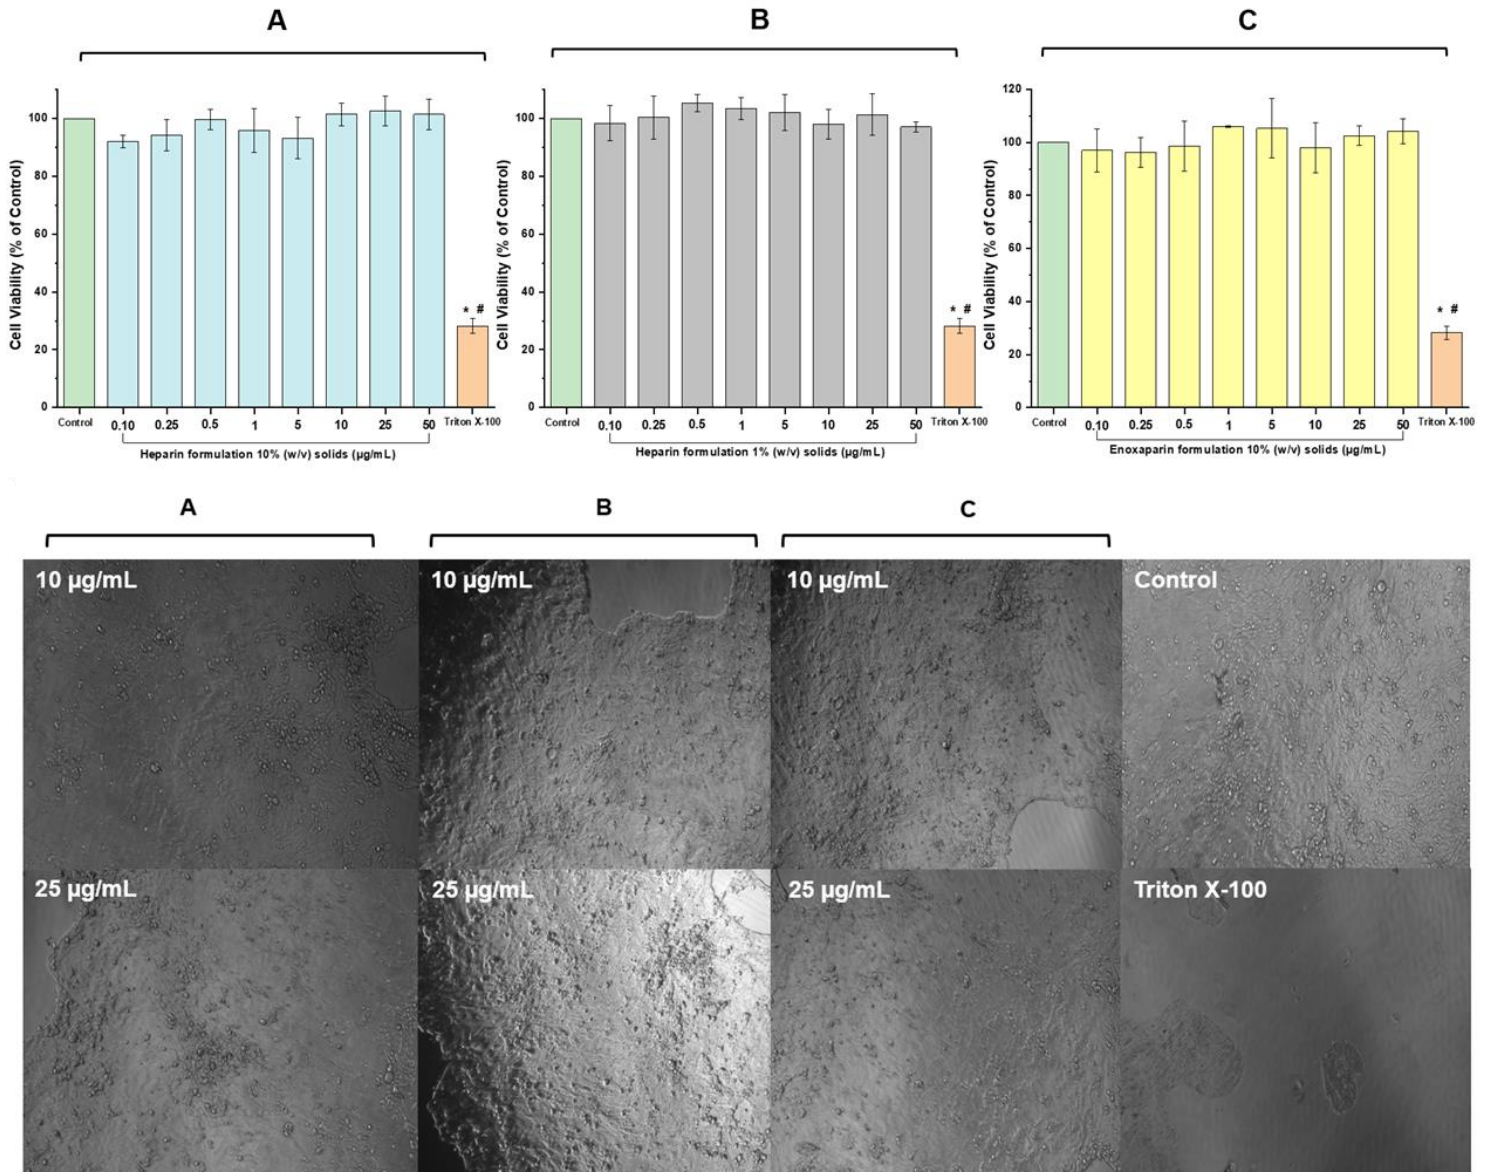 A
B
C
Cell Viability (% of Control)
100
80
60
40
20
0
* #
Control
0.10
0.25
0.5
1
5
10
25
50
Triton X-100
Heparin formulation 10% (w/v) solids (µg/mL)
Cell Viability (% of Control)
100
80
60
40
20
0
* #
Control
0.10
0.25
0.5
1
5
10
25
50
Triton X-100
Heparin formulation 1% (w/v) solids (µg/mL)
Cell Viability (% of Control)
120
100
80
60
40
20
0
* #
Control
0.10
0.25
0.5
1
5
10
25
50
Triton X-100
Enoxaparin formulation 10% (w/v) solids (µg/mL)
A
B
C
10 µg/mL
10 µg/mL
10 µg/mL
Control
25 µg/mL
25 µg/mL
25 µg/mL
Triton X-100